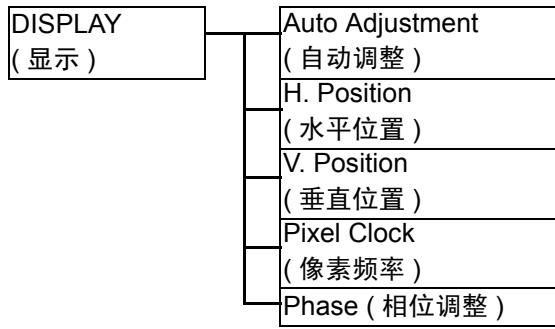 DISPLAY
( 显示 )
Auto Adjustment
( 自动调整 )
H. Position
( 水平位置 )
V. Position
( 垂直位置 )
Pixel Clock
( 像素频率 )
Phase ( 相位调整 )